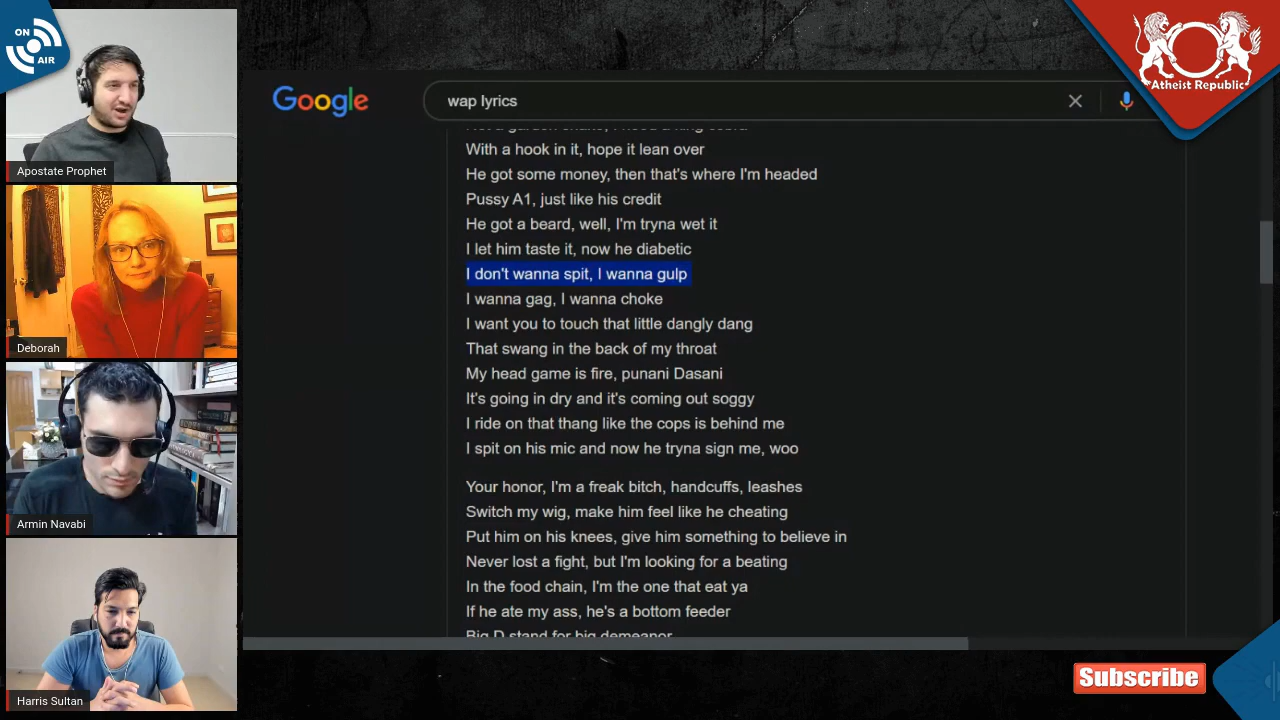 ON
AIR
Apostate Prophet
Deborah
Armin Navabi
Harris Sultan
Google
wap lyrics
With a hook in it, hope it lean over
He got some money, then that's where I'm headed
Pussy A1, just like his credit
He got a beard, well, I'm tryna wet it
I let him taste it, now he diabetic
I don't wanna spit, I wanna gulp
I wanna gag, I wanna choke
I want you to touch that little dangly dang
That swang in the back of my throat
My head game is fire, punani Dasani
It's going in dry and it's coming out soggy
I ride on that thang like the cops is behind me
I spit on his mic and now he tryna sign me, woo
Your honor, I'm a freak bitch, handcuffs, leashes
Switch my wig, make him feel like he cheating
Put him on his knees, give him something to believe in
Never lost a fight, but I'm looking for a beating
In the food chain, I'm the one that eat ya
If he ate my ass, he's a bottom feeder
Big D stand for big demeanor
Atheist Republic
Subscribe